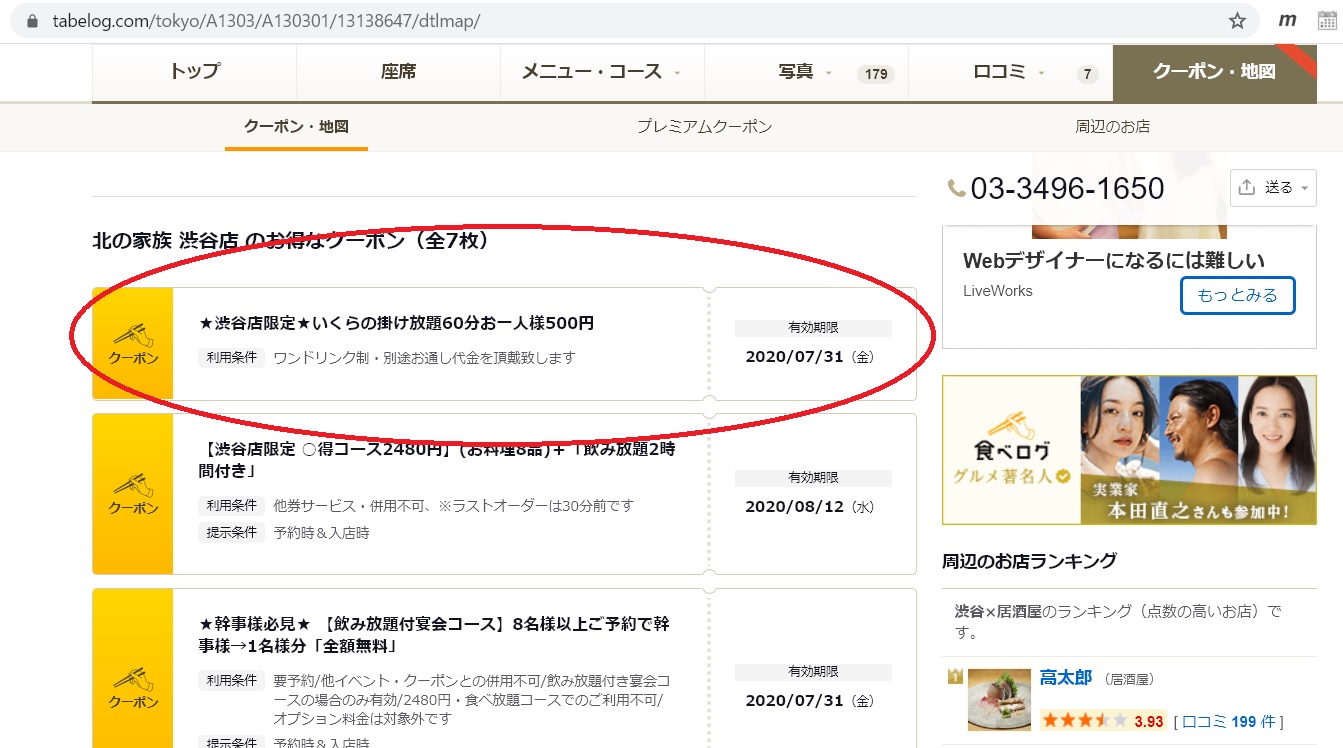 tabelog.com/tokyo/A1303/A130301/13138647/dtlmap/
m
トップ
座席
メニュー・コース
写真 179
口コミ 7
クーポン・地図
クーポン・地図
プレミアムクーポン
周辺のお店
03-3496-1650
送る
北の家族 渋谷店 のお得なクーポン（全7枚）
クーポン
★渋谷店限定★いくらの掛け放題60分お一人様500円
利用条件 ワンドリンク制・別途お通し代金を頂戴致します
有効期限
2020/07/31（金）
クーポン
【渋谷店限定 ○得コース2480円】(お料理8品)＋「飲み放題2時
間付き」
利用条件 他券サービス・併用不可、※ラストオーダーは30分前です
提示条件 予約時＆入店時
有効期限
2020/08/12（水）
クーポン
★幹事様必見★ 【飲み放題付宴会コース】8名様以上ご予約で幹
事様→1名様分「全額無料」
利用条件 要予約/他イベント・クーポンとの併用不可/飲み放題付き宴会コ
ースの場合のみ有効/2480円・食べ放題コースでのご利用不可/
オプション料金は対象外です
提示条件 予約時＆入店時
有効期限
2020/07/31（金）
Webデザイナーになるには難しい
LiveWorks
もっとみる
食べログ
グルメ著名人
実業家
本田直之さんも参加中!
周辺のお店ランキング
渋谷×居酒屋のランキング（点数の高いお店）で
す。
1
高太郎 （居酒屋）
3.93 [ 口コミ 199 件 ]